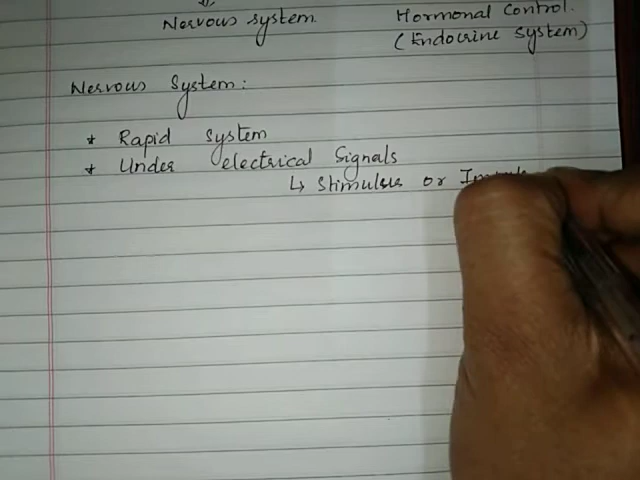 Nervous system.
Hormonal Control.
(Endocrine system)
Nervous System:
* Rapid system
* Under electrical Signals
↳ Stimulus or